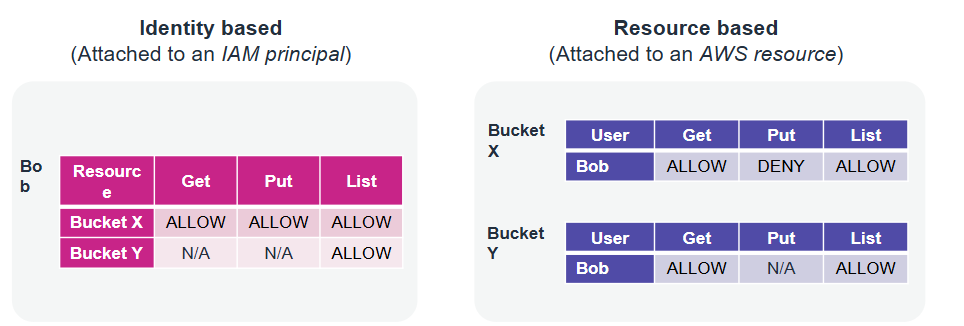 Identity based
(Attached to an IAM principal)
Bo
b
Resourc
e
Get Put List
Bucket X ALLOW ALLOW ALLOW
Bucket Y N/A N/A ALLOW
Resource based
(Attached to an AWS resource)
Bucket
X
User Get Put List
Bob ALLOW DENY ALLOW
Bucket
Y
User Get Put List
Bob ALLOW N/A ALLOW